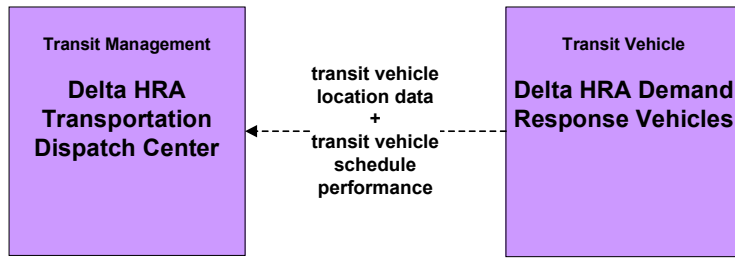 Transit Management
Delta HRA
Transportation
Dispatch Center
transit vehicle
location data
+
transit vehicle
schedule
performance
Transit Vehicle
Delta HRA Demand
Response Vehicles